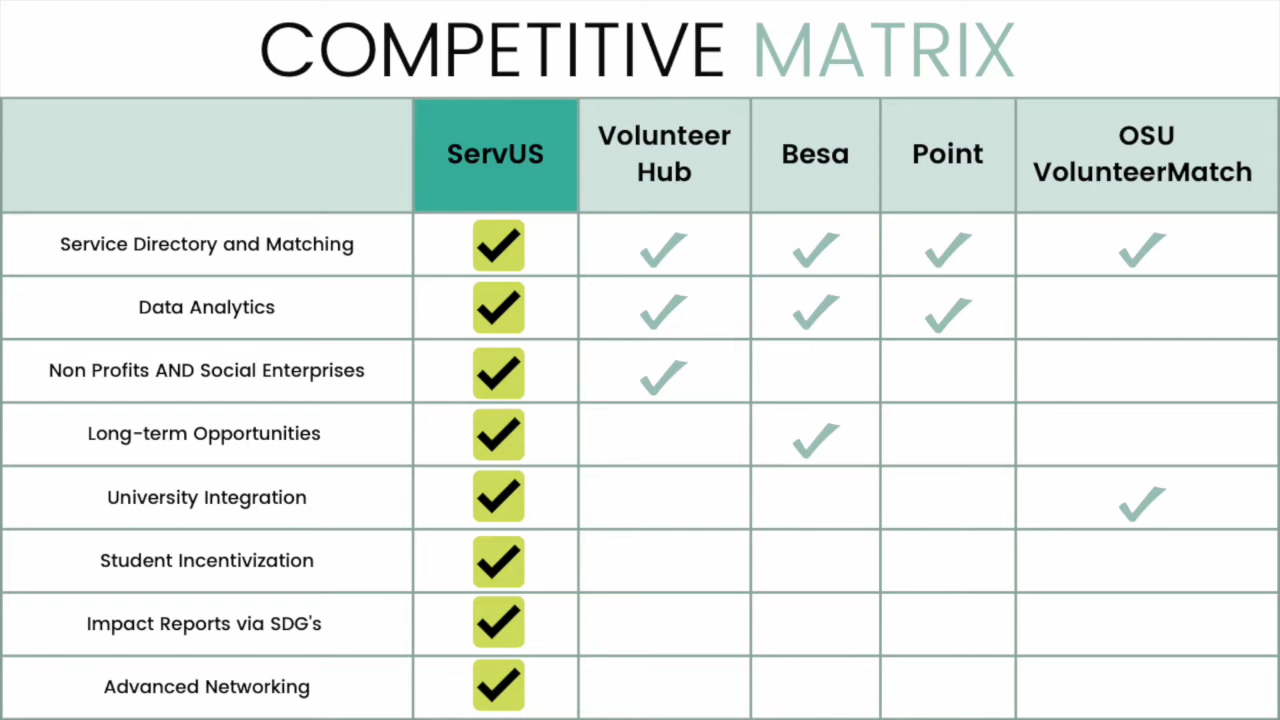 COMPETITIVE MATRIX
ServUS
Volunteer
Hub
Besa
Point
OSU
VolunteerMatch
Service Directory and Matching
Data Analytics
Non Profits AND Social Enterprises
Long-term Opportunities
University Integration
Student Incentivization
Impact Reports via SDG's
Advanced Networking